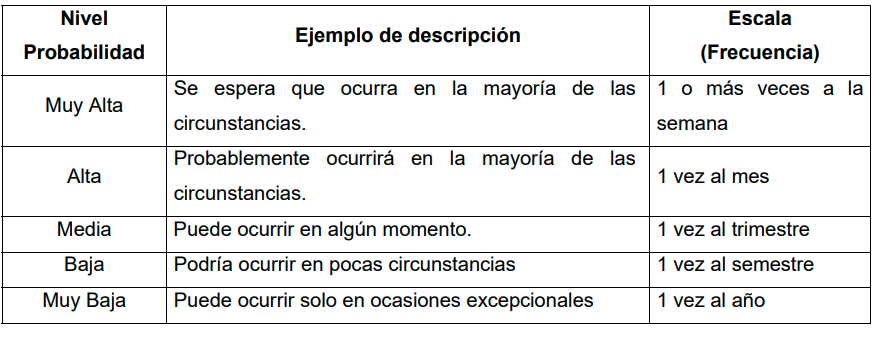 Nivel
Probabilidad
Ejemplo de descripción
Escala
(Frecuencia)
Muy Alta
Se espera que ocurra en la mayoría de las
circunstancias.
1 o más veces a la
semana
Alta
Probablemente ocurrirá en la mayoría de las
circunstancias.
1 vez al mes
Media
Puede ocurrir en algún momento.
1 vez al trimestre
Baja
Podría ocurrir en pocas circunstancias
1 vez al semestre
Muy Baja
Puede ocurrir solo en ocasiones excepcionales
1 vez al año